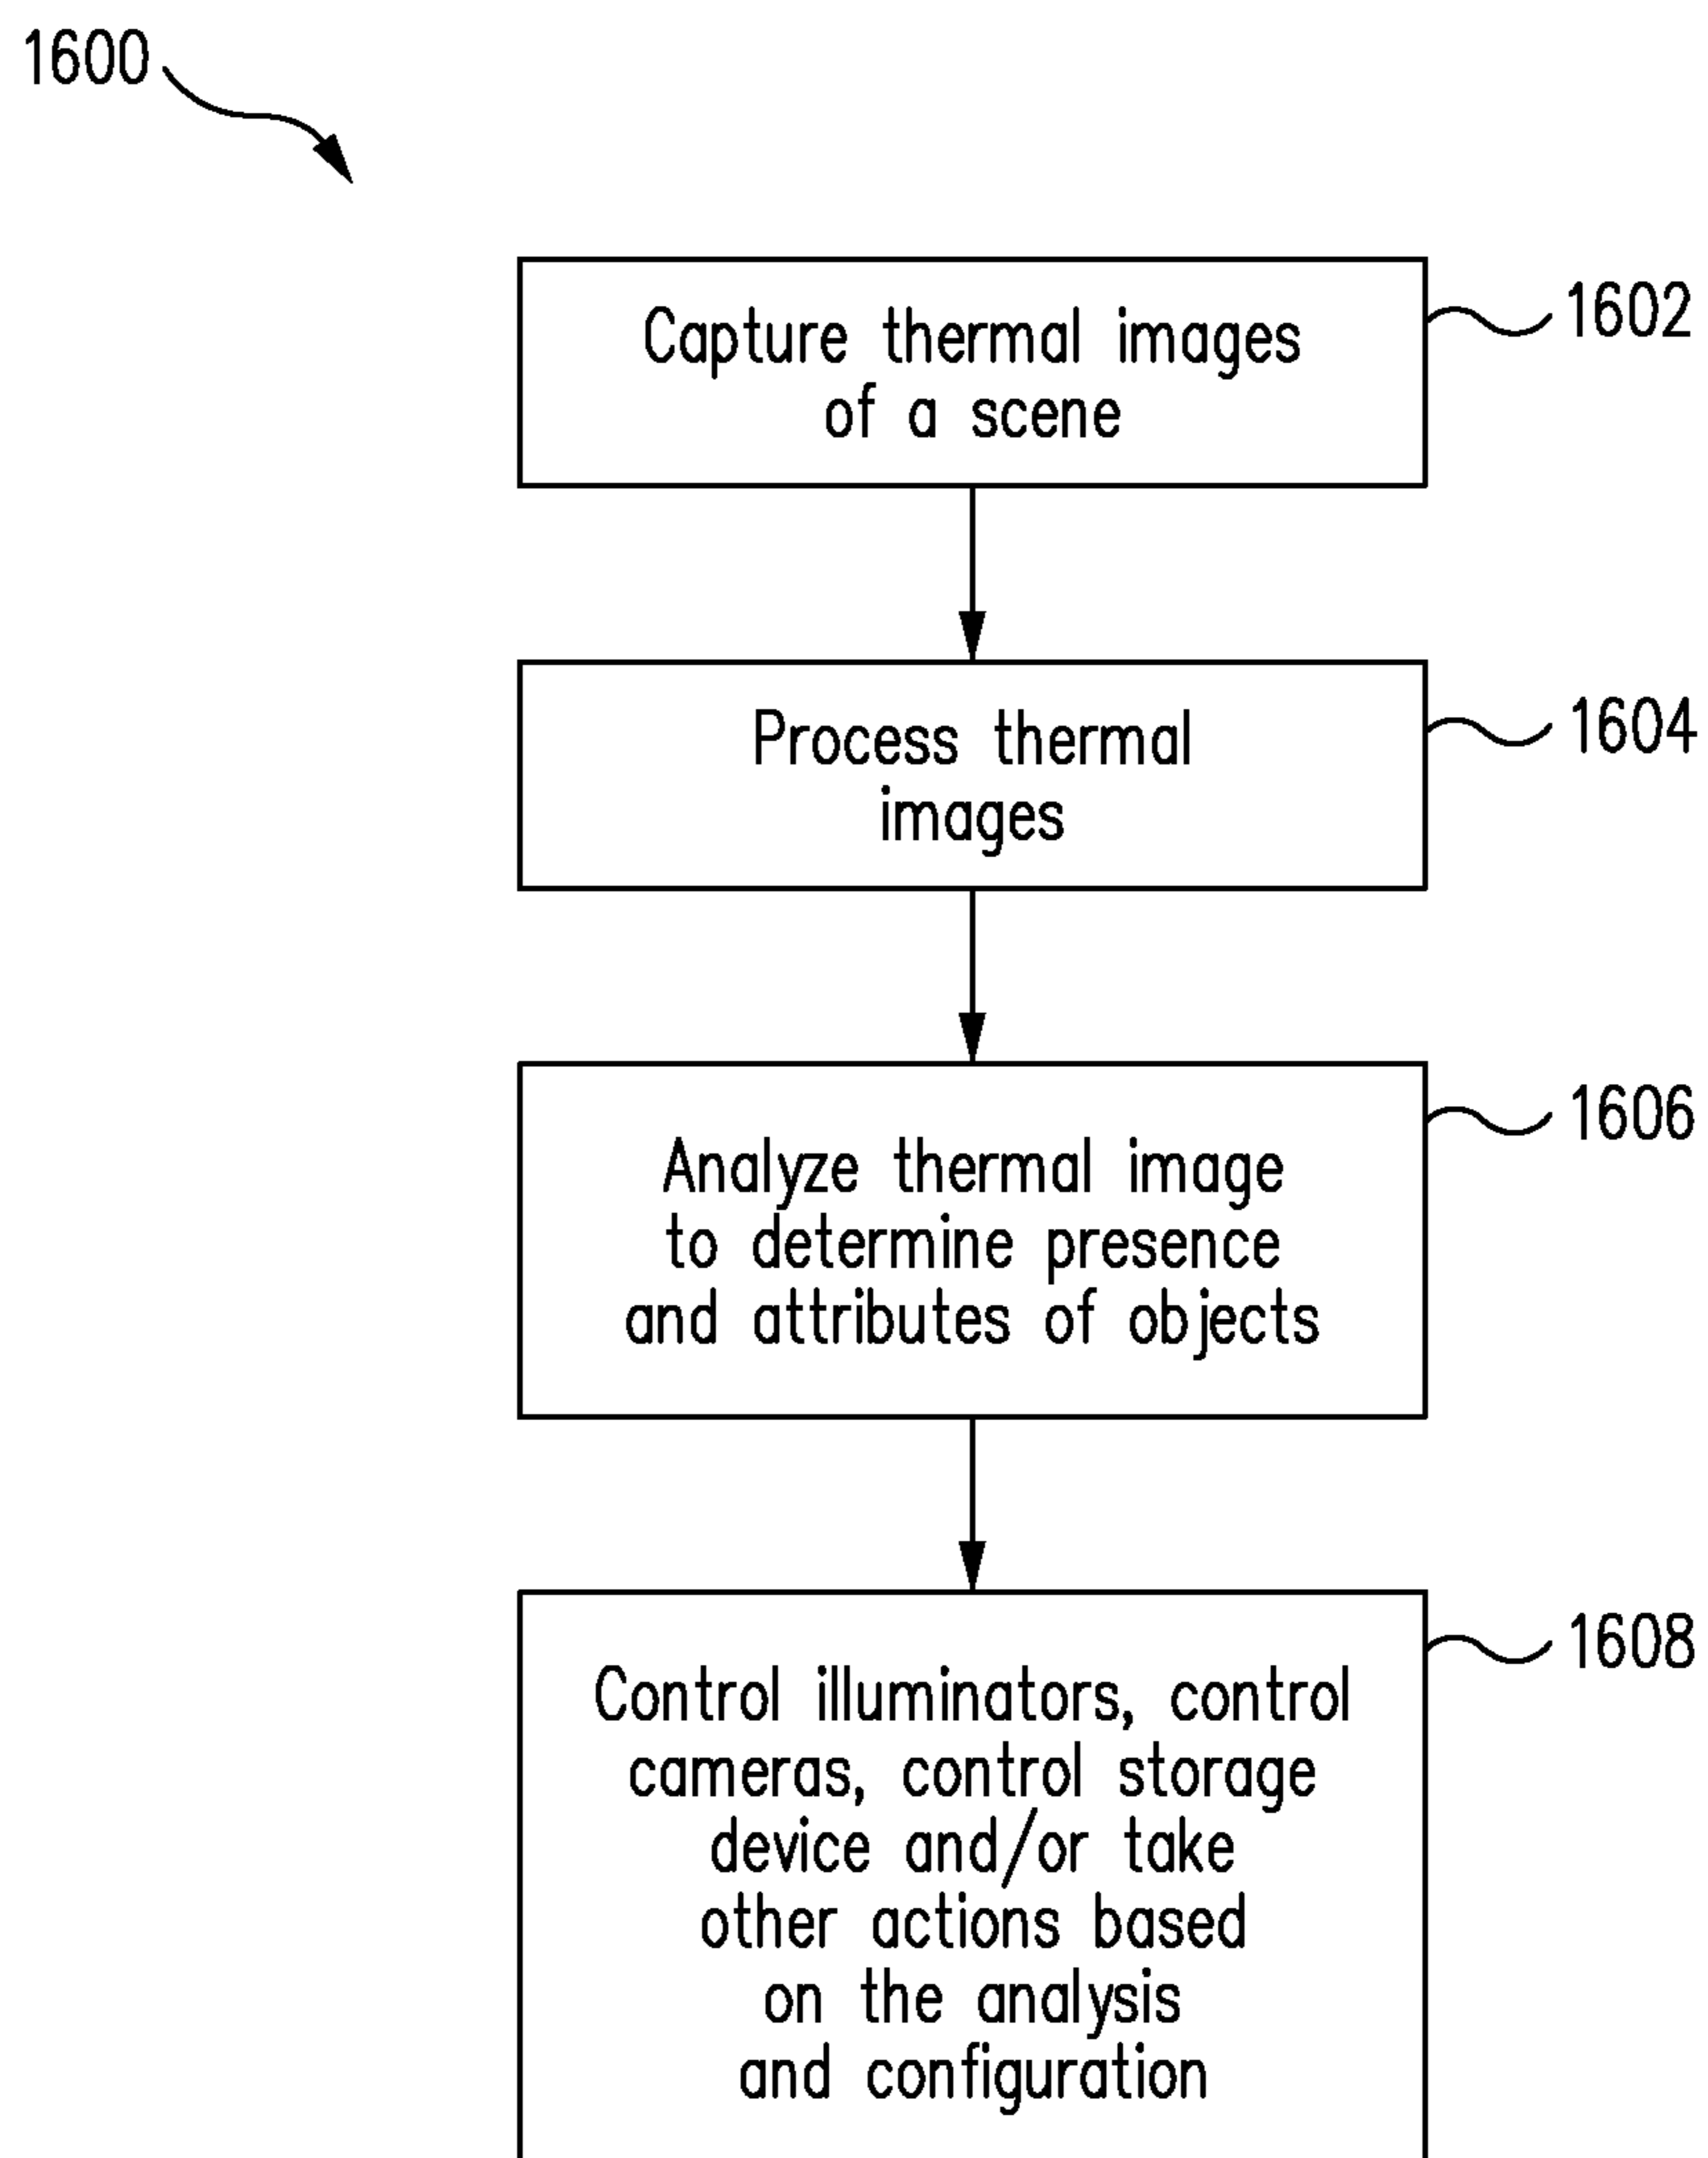 1600
Capture thermal images
of a scene
1602
Process thermal
images
1604
Analyze thermal image
to determine presence
and attributes of objects
1606
Control illuminators, control
cameras, control storage
device and/or take
other actions based
on the analysis
and configuration
1608